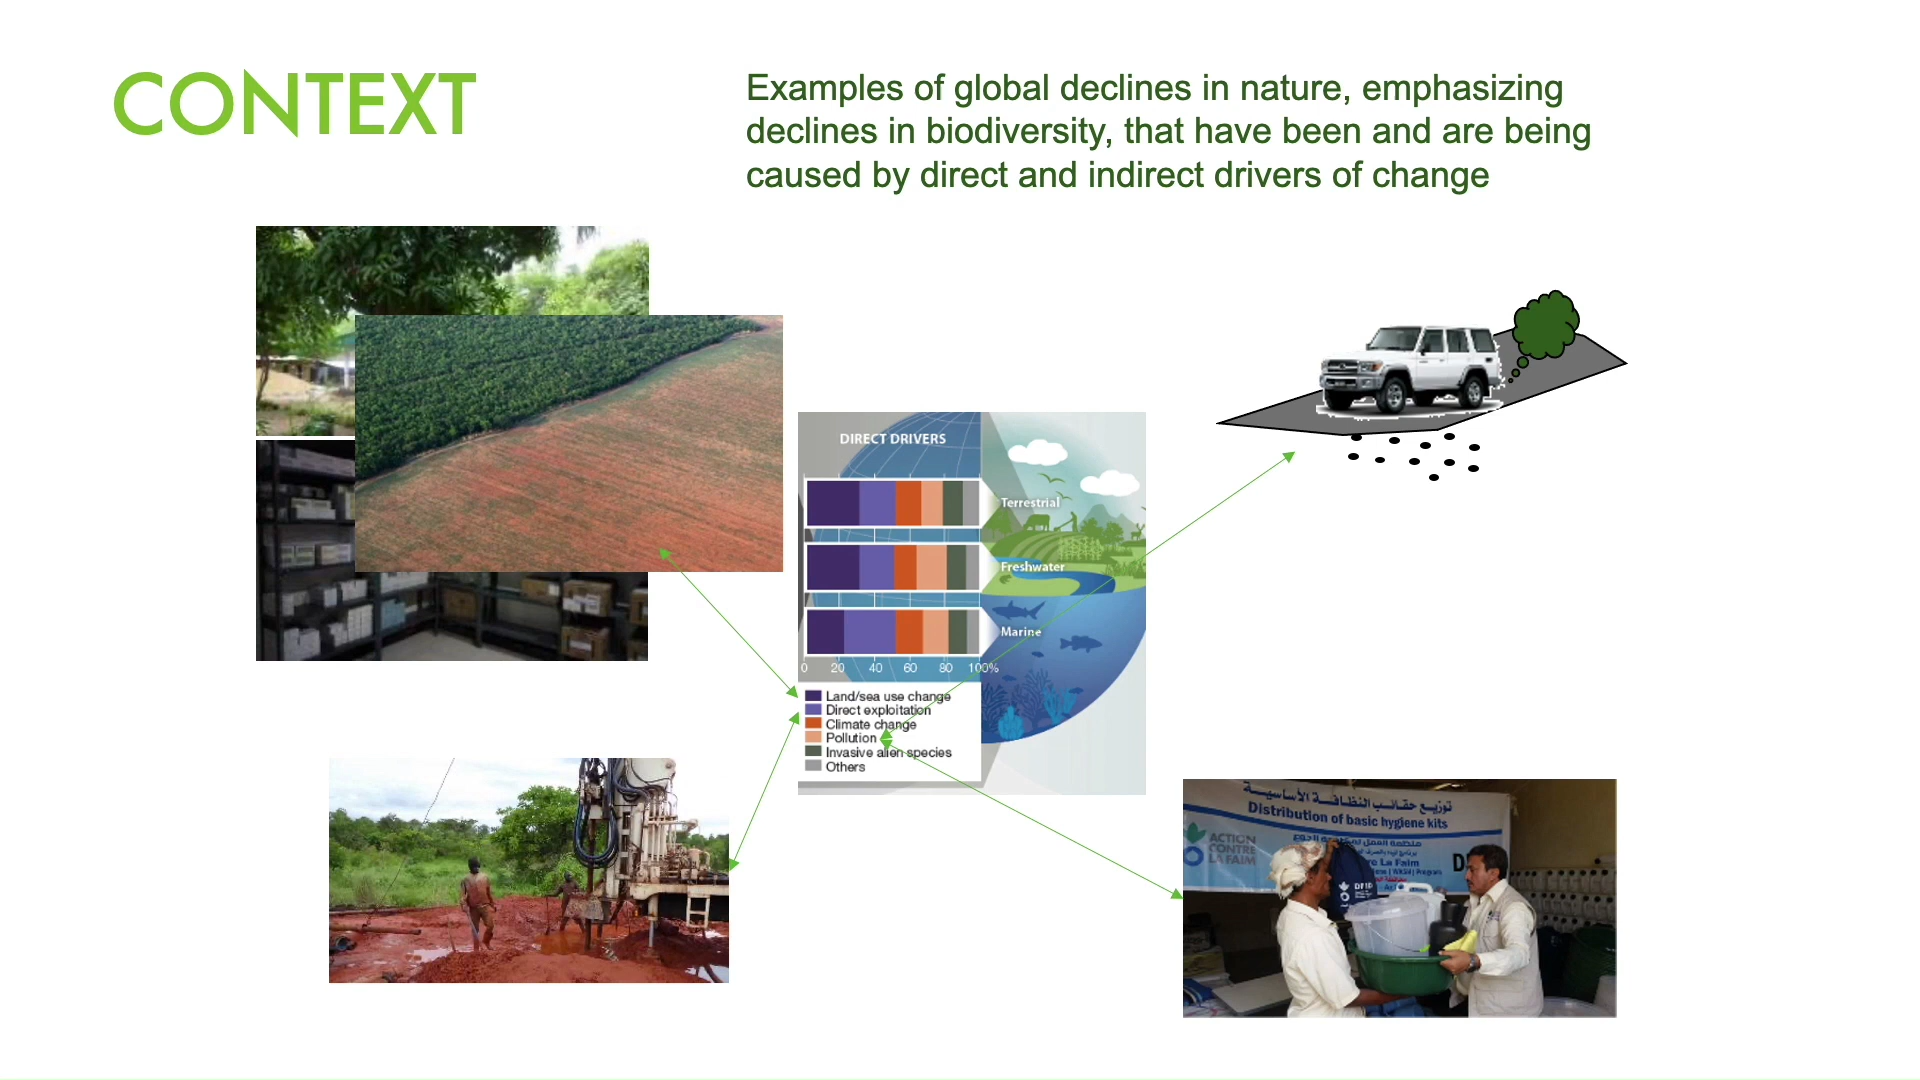 CONTEXT
Examples of global declines in nature, emphasizing
declines in biodiversity, that have been and are being
caused by direct and indirect drivers of change
DIRECT DRIVERS
Terrestrial
Freshwater
Marine
0 20 40 60 80 100%
Land/sea use change
Direct exploitation
Climate change
Pollution
Invasive alien species
Others
توزيع حقائب النظافة الأساسية
Distribution of basic hygiene kits
ACTION
CONTRE
LA FAIM
La Faim